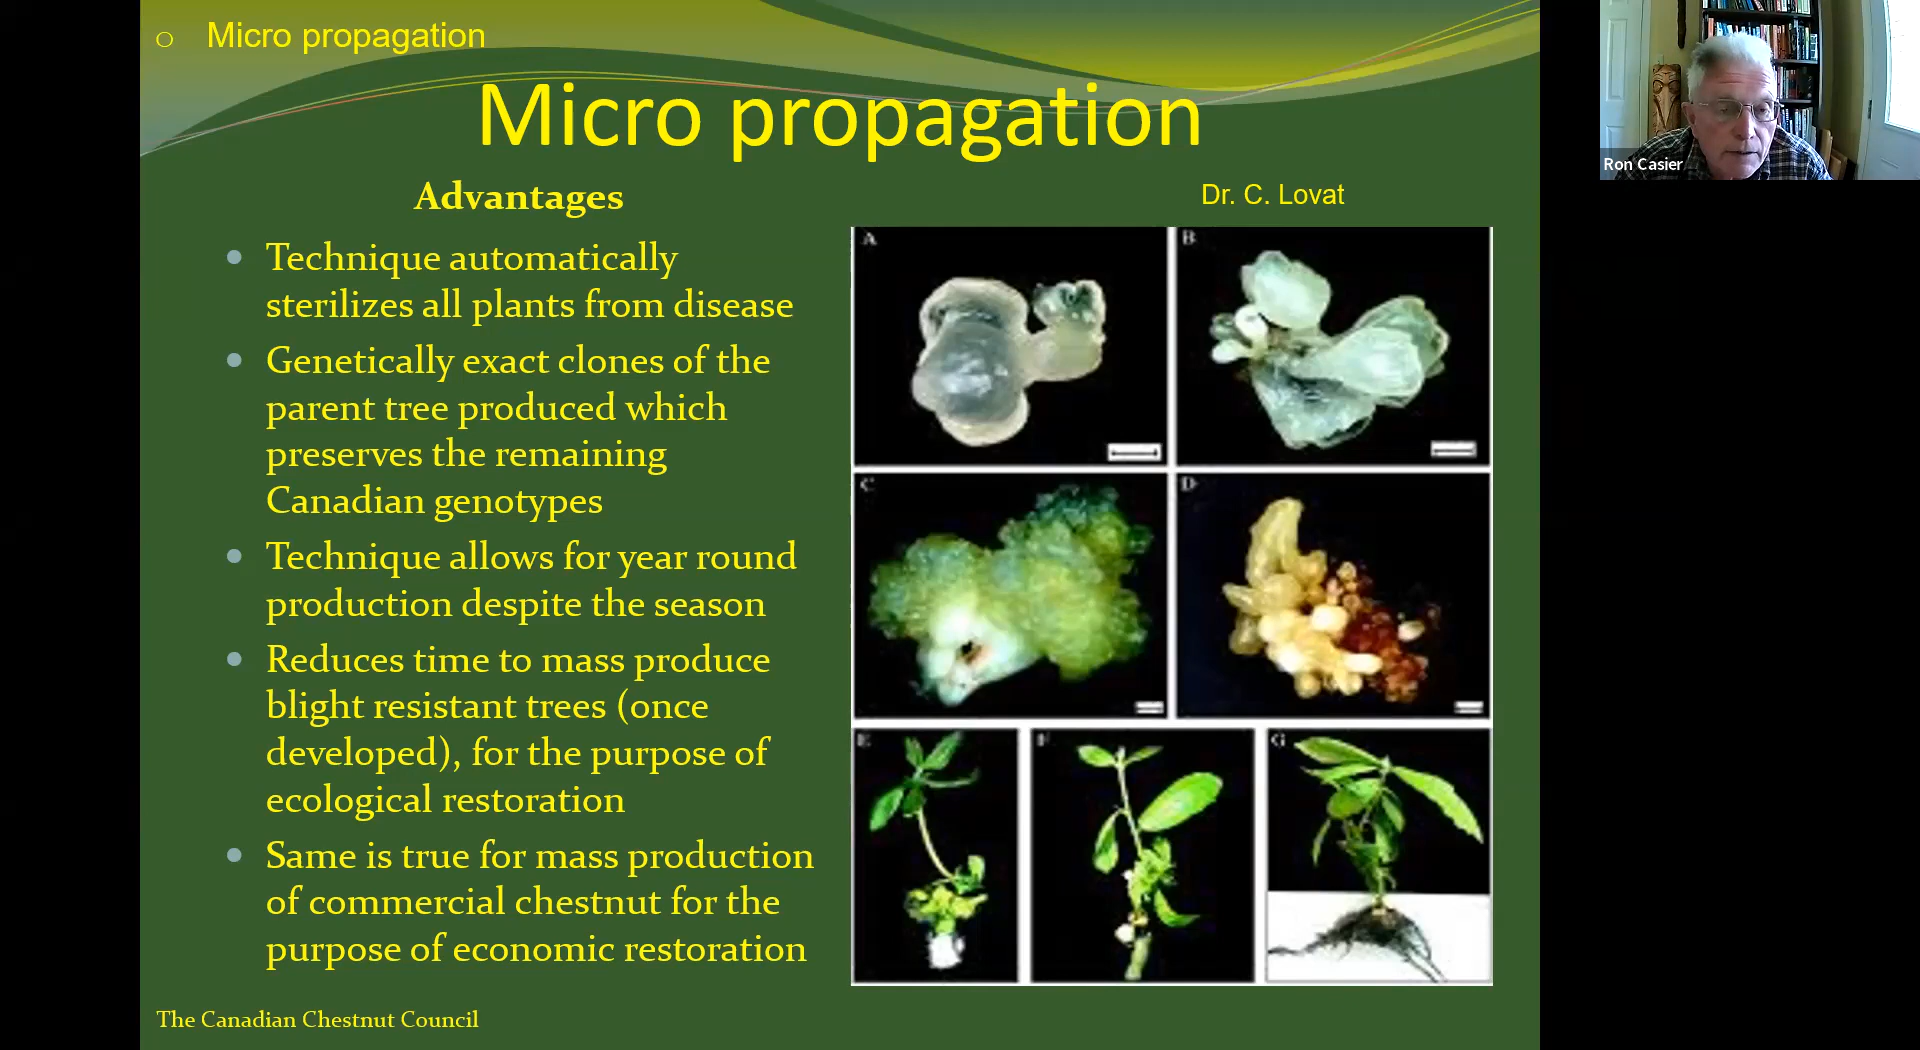 o Micro propagation
Micro propagation
Advantages
Dr. C. Lovat
Technique automatically
sterilizes all plants from disease
Genetically exact clones of the
parent tree produced which
preserves the remaining
Canadian genotypes
Technique allows for year round
production despite the season
Reduces time to mass produce
blight resistant trees (once
developed), for the purpose of
ecological restoration
Same is true for mass production
of commercial chestnut for the
purpose of economic restoration
A
B
C
D
E
F
G
The Canadian Chestnut Council
Ron Casier